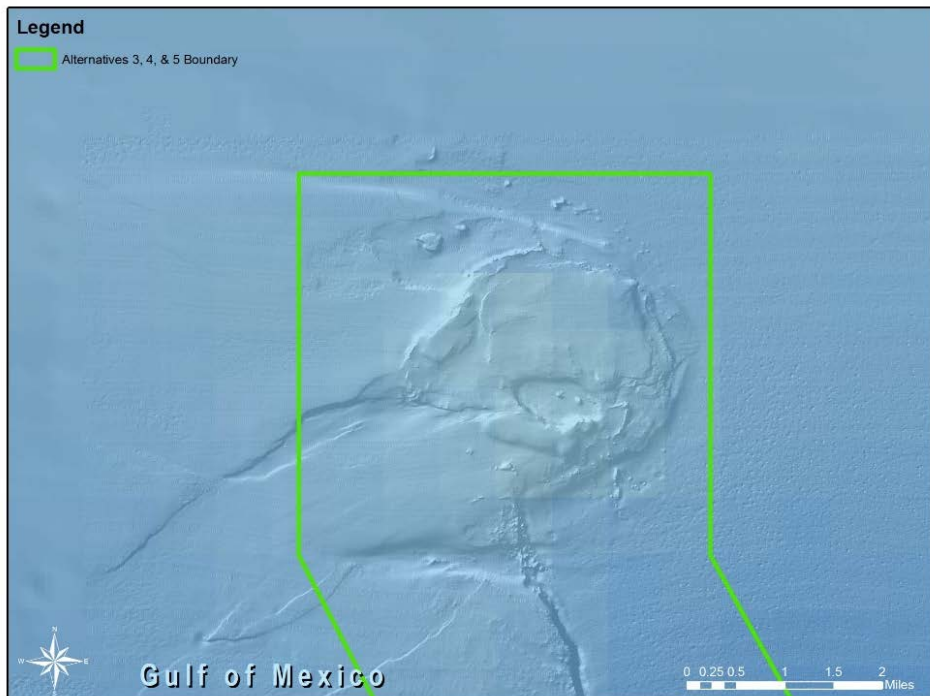 Legend
Alternatives 3, 4, & 5 Boundary
N
W E
S
Gulf of Mexico
0 0.25 0.5 1 1.5 2
Miles